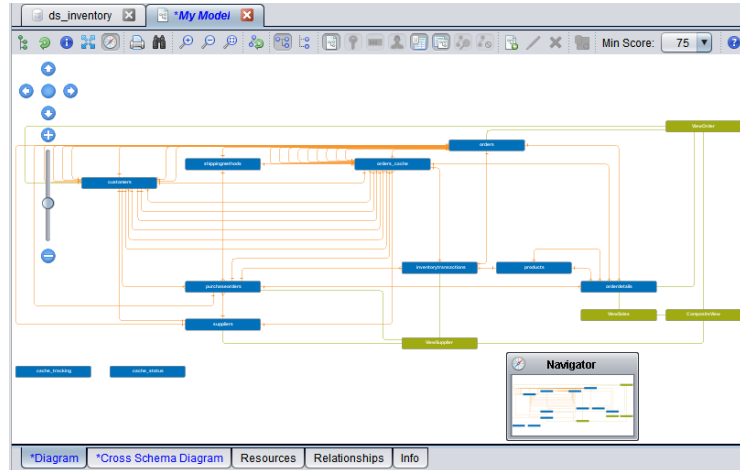 ds_inventory
*My Model
Min Score: 75
ViewOrder
orders
shippingmethods
orders_cache
customers
inventorytransactions
products
purchaseorders
orderdetails
suppliers
ViewSales
CompositeView
ViewSupplier
cache_tracking
cache_status
Navigator
*Diagram
*Cross Schema Diagram
Resources
Relationships
Info